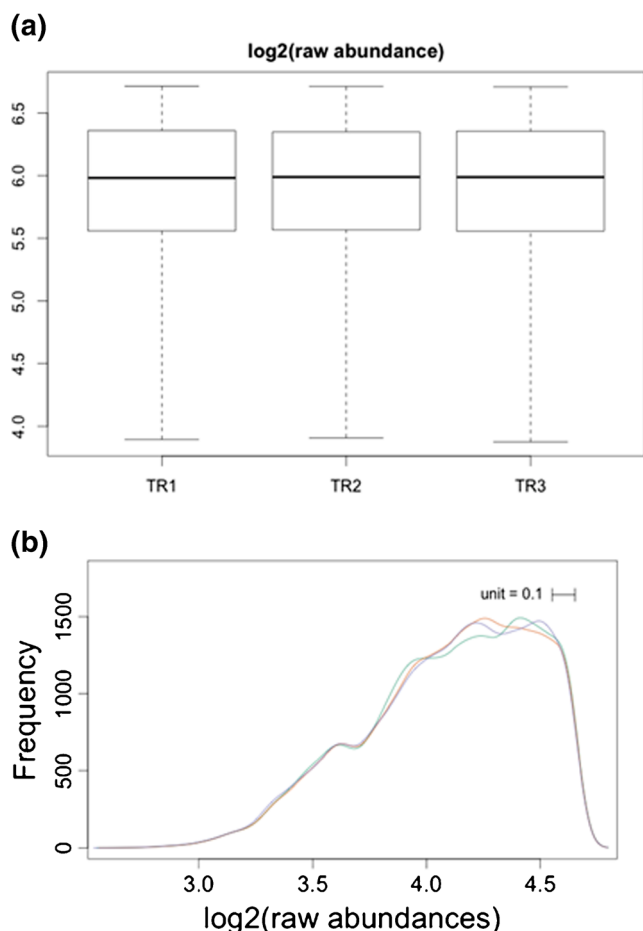 (a)
log2(raw abundance)
6.5
6.0
5.5
5.0
4.5
4.0
TR1 TR2 TR3
(b)
unit = 0.1
1500
1000
500
0
Frequency
3.0 3.5 4.0 4.5
log2(raw abundances)